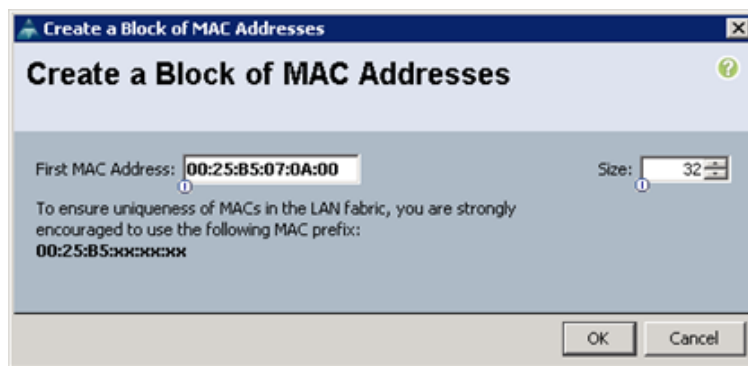 Create a Block of MAC Addresses
Create a Block of MAC Addresses
First MAC Address: 00:25:B5:07:0A:00 Size: 32
To ensure uniqueness of MACs in the LAN fabric, you are strongly
encouraged to use the following MAC prefix:
00:25:B5:xx:xx:xx
OK Cancel